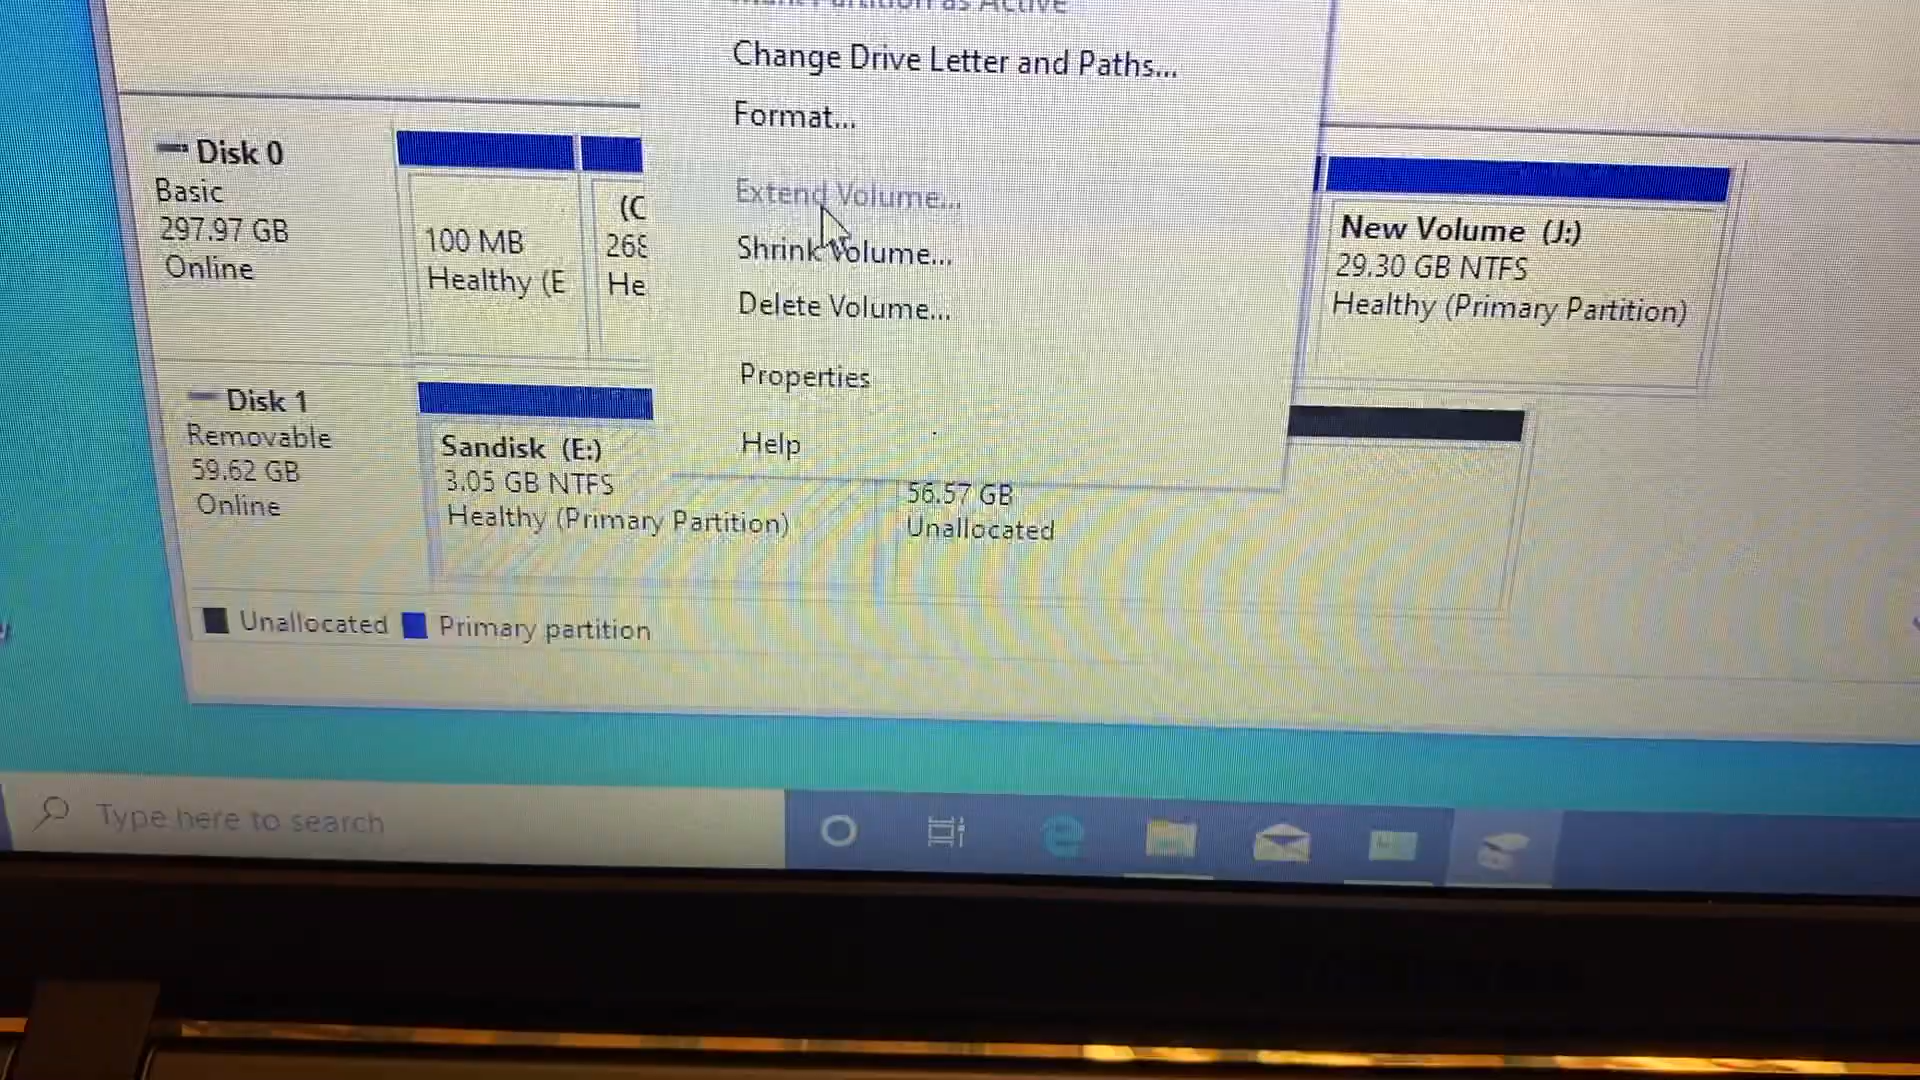 Change Drive Letter and Paths...
Format...
Extend Volume...
Shrink Volume...
Delete Volume...
Properties
Help
Disk 0
Basic
297.97 GB
Online
100 MB
Healthy (E
(C
268
He
New Volume (J:)
29.30 GB NTFS
Healthy (Primary Partition)
Disk 1
Removable
59.62 GB
Online
Sandisk (E:)
3.05 GB NTFS
Healthy (Primary Partition)
56.57 GB
Unallocated
Unallocated
Primary partition
Type here to search